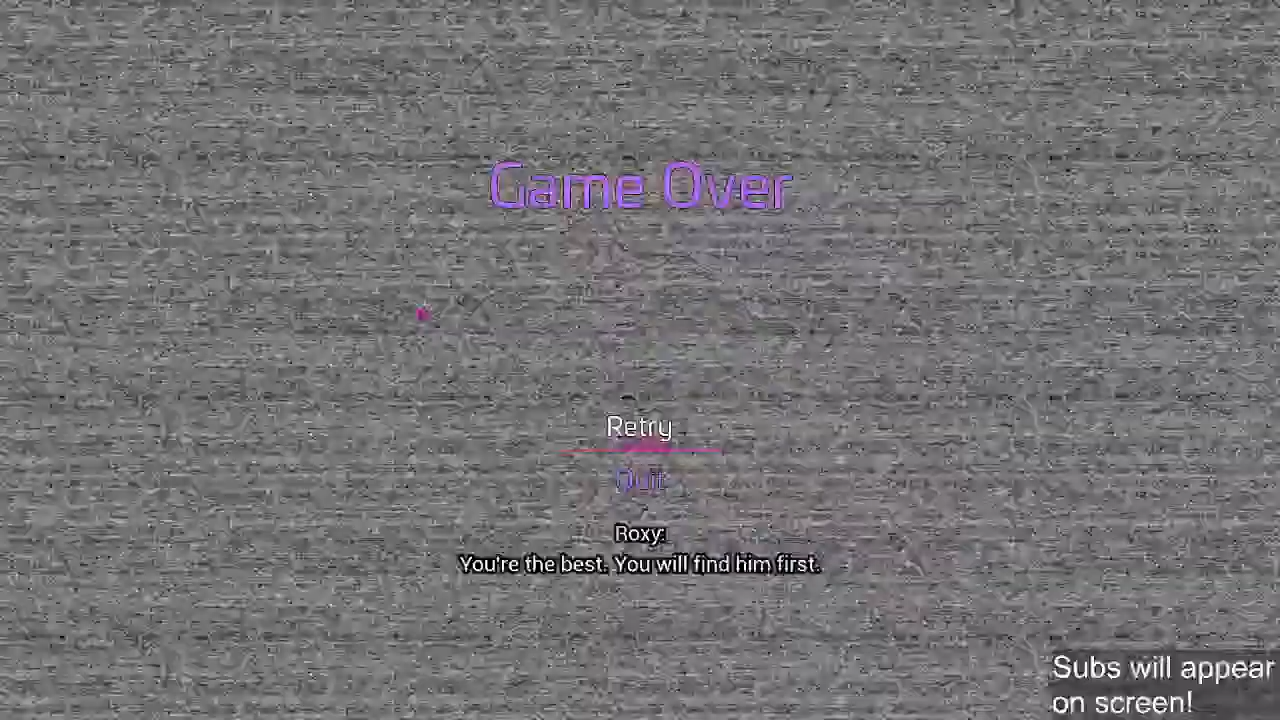 Game Over
Retry
Quit
Roxy:
You're the best. You will find him first.
Subs will appear
on screen!